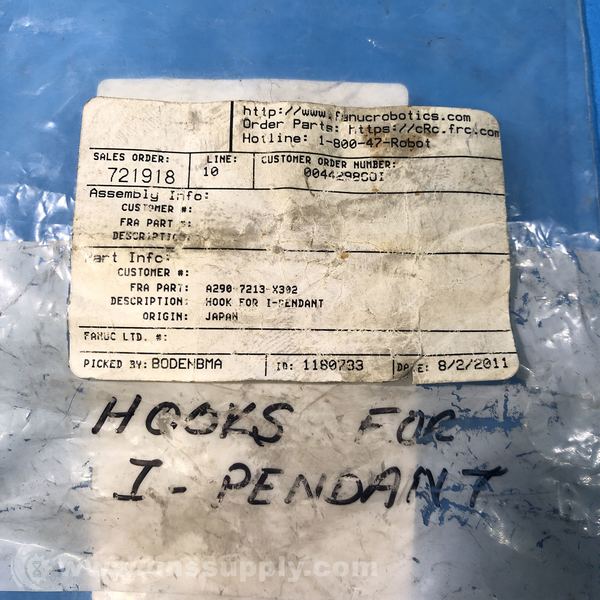 http://www.fanucrobotics.com
Order Parts: https://cRc.frc.com
Hotline: 1-800-47-Robot
SALES ORDER: LINE: CUSTOMER ORDER NUMBER:
721918 10
Assembly Info:
CUSTOMER #:
FRA PART #:
DESCRIPTION
Part Info:
CUSTOMER #:
FRA PART: A290-7213-X302
DESCRIPTION: HOOK FOR I-PENDANT
ORIGIN: JAPAN
FANUC LTD. #:
PICKED BY: BODENBMA ID: 1180733 DATE: 8/2/2011
HOOKS FOR
I-PENDANT